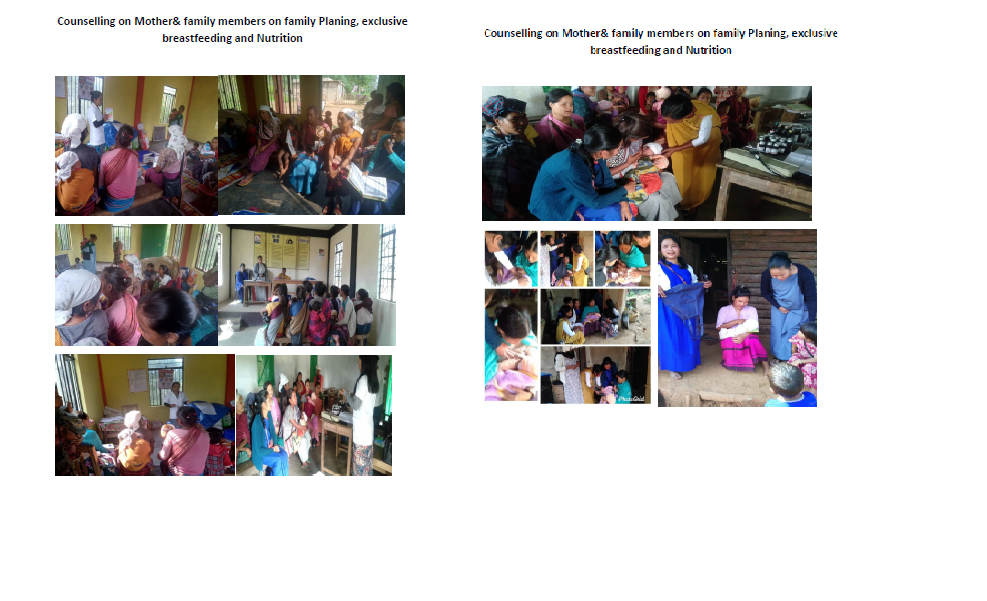 Counselling on Mother& family members on family Planing, exclusive
breastfeeding and Nutrition
Counselling on Mother& family members on family Planing, exclusive
breastfeeding and Nutrition
PhotoGrid